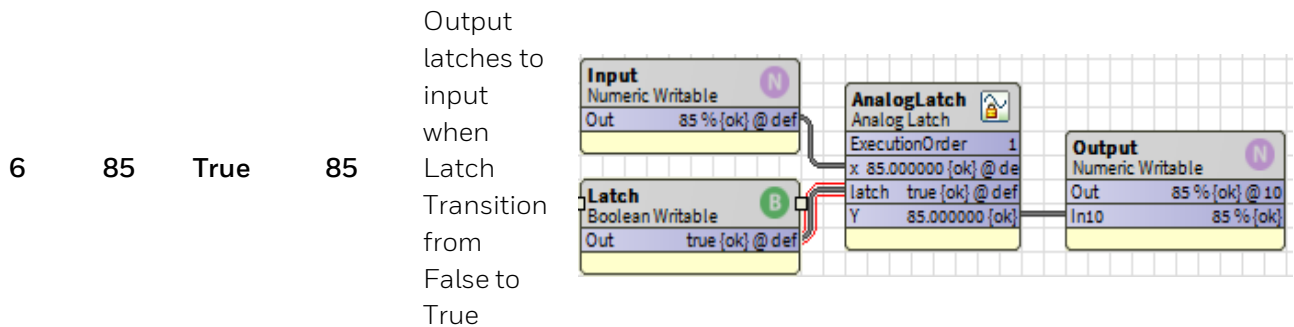 6 85 True 85
Output
latches to
input
when
Latch
Transition
from
False to
True
Input
Numeric Writable
N
Out 85 % {ok} @ def
Latch
Boolean Writable
B
Out true {ok} @ def
AnalogLatch
Analog Latch
ExecutionOrder 1
x 85.000000 {ok} @ de
latch true {ok} @ def
Y 85.000000 {ok}
Output
Numeric Writable
N
Out 85 % {ok} @ 10
In10 85 % {ok}